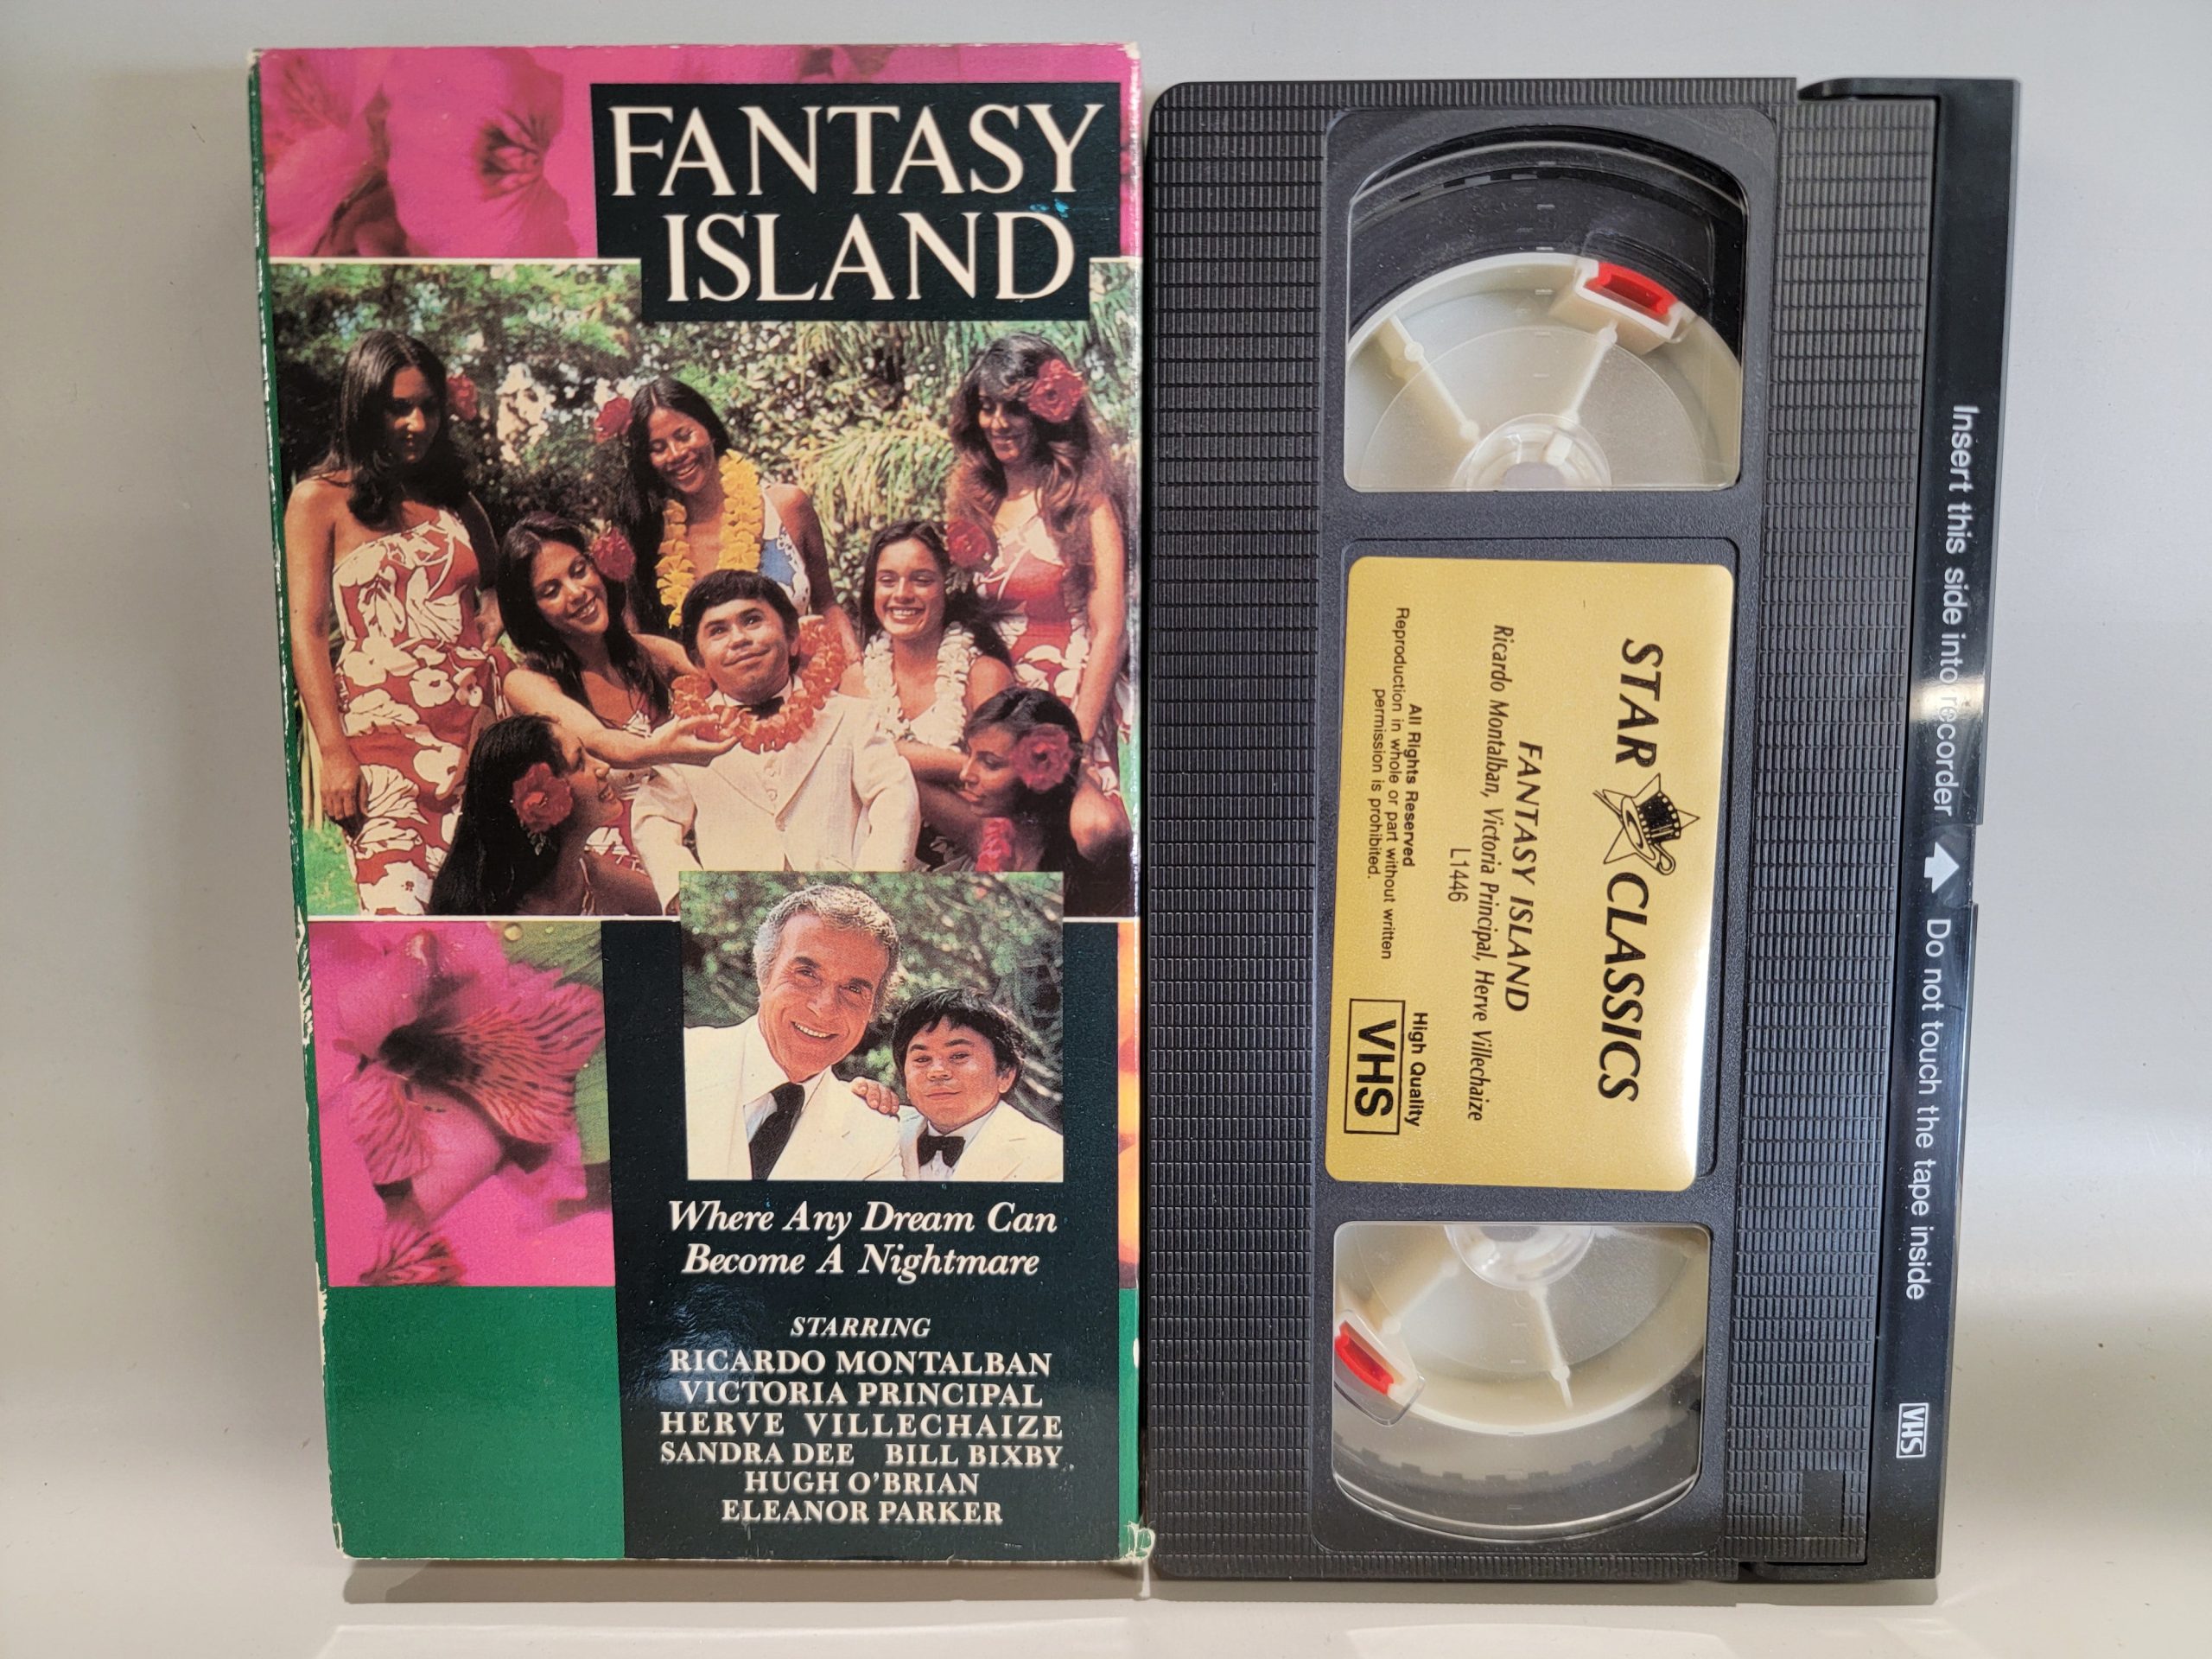 FANTASY
ISLAND
Where Any Dream Can
Become A Nightmare
STARRING
RICARDO MONTALBAN
VICTORIA PRINCIPAL
HERVE VILLECHAIZE
SANDRA DEE BILL BIXBY
HUGH O'BRIAN
ELEANOR PARKER
STAR CLASSICS
FANTASY ISLAND
Ricardo Montalban, Victoria Principal, Herve Villechaize
L1446
All Rights Reserved
Reproduction in whole or part without written
permission is prohibited.
High Quality
VHS
Insert this side into recorder Do not touch the tape inside
VHS